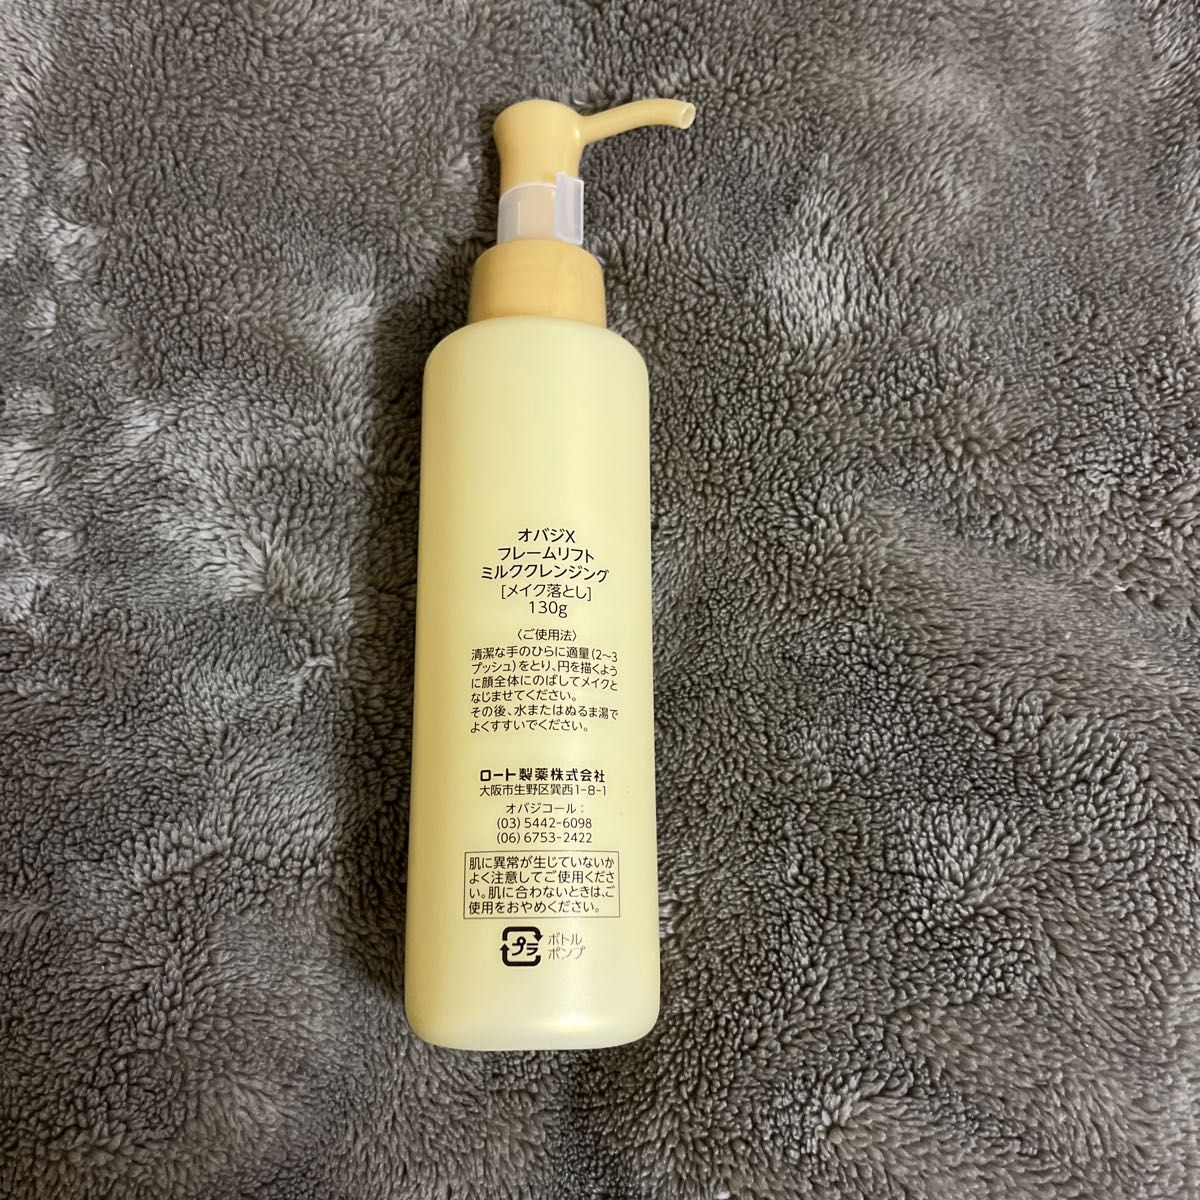 オバジX
フレームリフト
ミルククレンジング
[メイク落とし]
130g
〈ご使用法〉
清潔な手のひらに適量(2〜3
プッシュ)をとり、円を描くよう
に顔全体にのばしてメイクと
なじませてください。
その後、水またはぬるま湯で
よくすすいでください。
ロート製薬株式会社
大阪市生野区巽西1-8-1
オバジコール:
(03)5442-6098
(06)6753-2422
肌に異常が生じていないか
よく注意してご使用くださ
い。肌に合わないときは、ご
使用をおやめください。
プラ ボトル
ポンプ